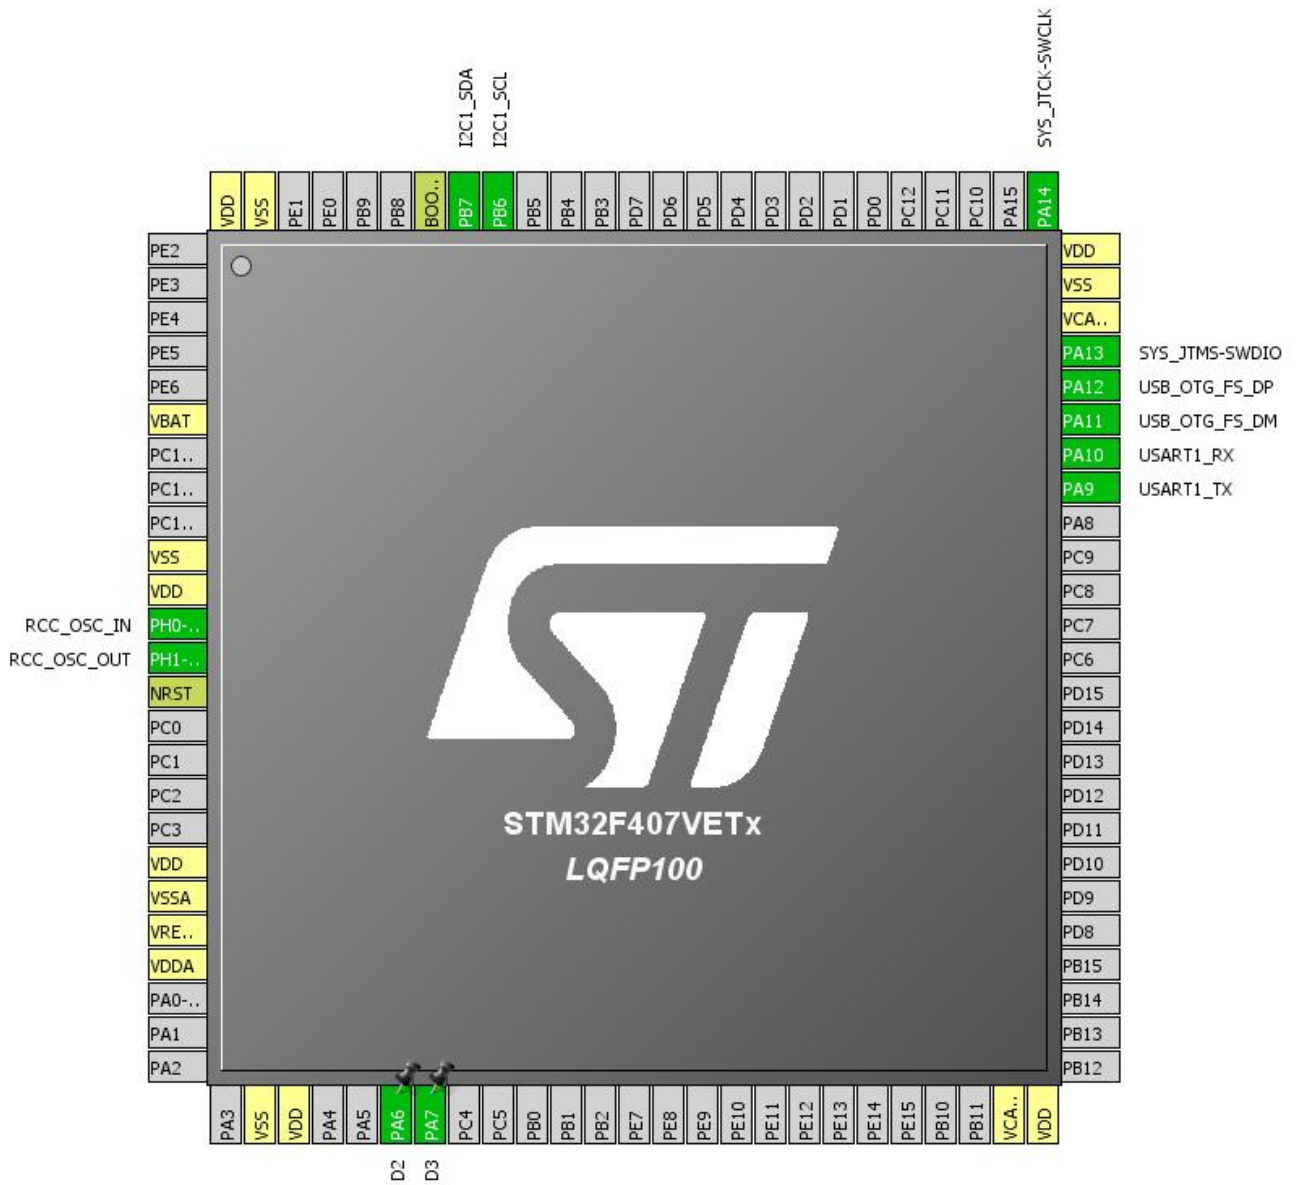 I2C1_SDA
I2C1_SCL
SYS_JTCK-SWCLK
VDD
VSS
PE1
PE0
PB9
PB8
BOO..
PB7
PB6
PB5
PB4
PB3
PD7
PD6
PD5
PD4
PD3
PD2
PD1
PD0
PC12
PC11
PC10
PA15
PA14
PE2
PE3
PE4
PE5
PE6
VBAT
PC1..
PC1..
PC1..
VSS
VDD
RCC_OSC_IN PH0-..
RCC_OSC_OUT PH1-..
NRST
PC0
PC1
PC2
PC3
VDD
VSSA
VRE..
VDDA
PA0-..
PA1
PA2
ST
STM32F407VETx
LQFP100
VDD
VSS
VCA..
PA13 SYS_JTMS-SWDIO
PA12 USB_OTG_FS_DP
PA11 USB_OTG_FS_DM
PA10 USART1_RX
PA9 USART1_TX
PA8
PC9
PC8
PC7
PC6
PD15
PD14
PD13
PD12
PD11
PD10
PD9
PD8
PB15
PB14
PB13
PB12
PA3
VSS
VDD
PA4
PA5
PA6
PA7
PC4
PC5
PB0
PB1
PB2
PE7
PE8
PE9
PE10
PE11
PE12
PE13
PE14
PE15
PB10
PB11
VCA..
VDD
D2
D3